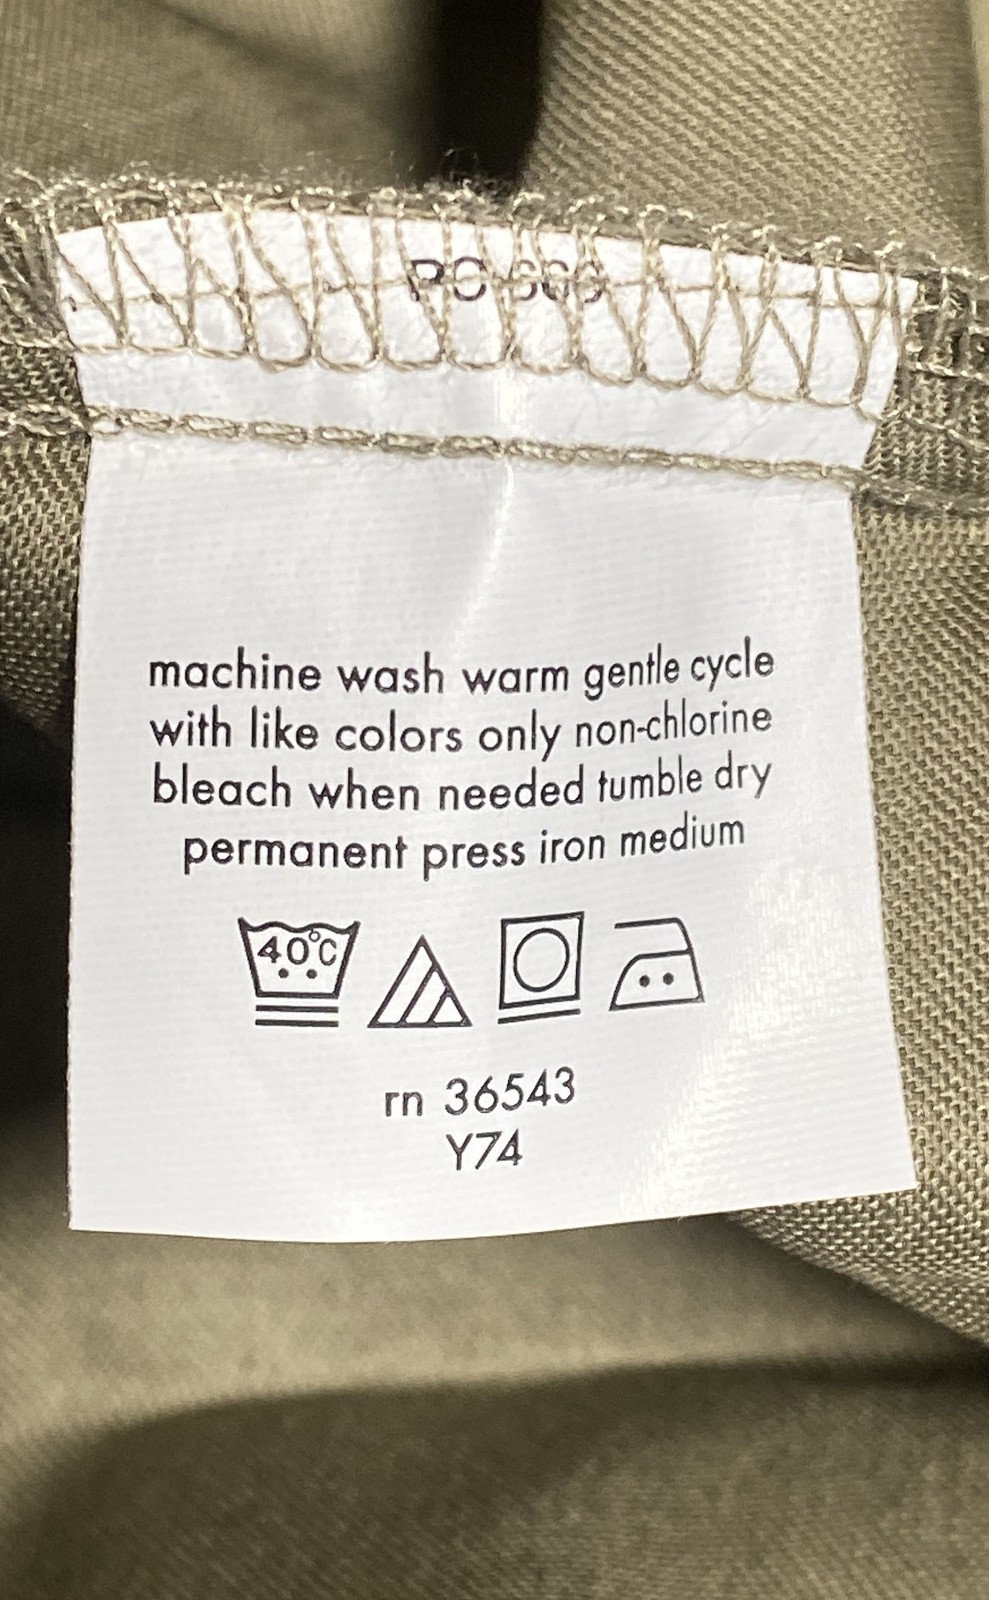 machine wash warm gentle cycle
with like colors only non-chlorine
bleach when needed tumble dry
permanent press iron medium
40°C
rn 36543
Y74